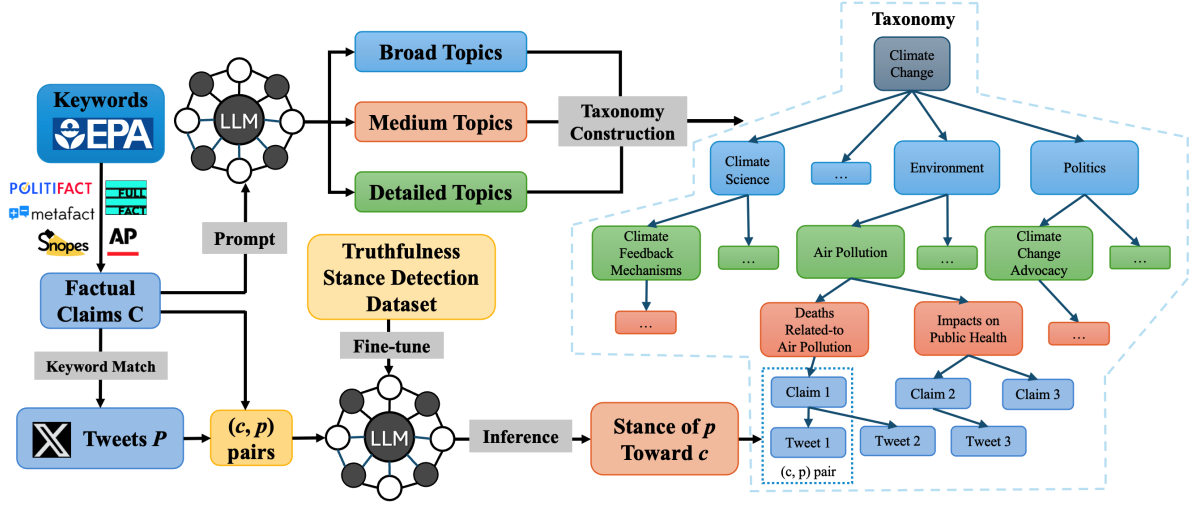 Keywords
EPA
POLITIFACT
FULL
FACT
metafact
Snopes
AP
Factual
Claims C
Keyword Match
X
Tweets P
(c, p)
pairs
Prompt
LLM
Broad Topics
Medium Topics
Detailed Topics
Taxonomy
Construction
Truthfulness
Stance Detection
Dataset
Fine-tune
LLM
Inference
Stance of p
Toward c
Taxonomy
Climate
Change
Climate
Science
...
Environment
Politics
Climate
Feedback
Mechanisms
...
Air Pollution
...
Climate
Change
Advocacy
...
...
Deaths
Related-to
Air Pollution
Impacts on
Public Health
...
Claim 1
Claim 2
Claim 3
Tweet 1
Tweet 2
Tweet 3
(c, p) pair